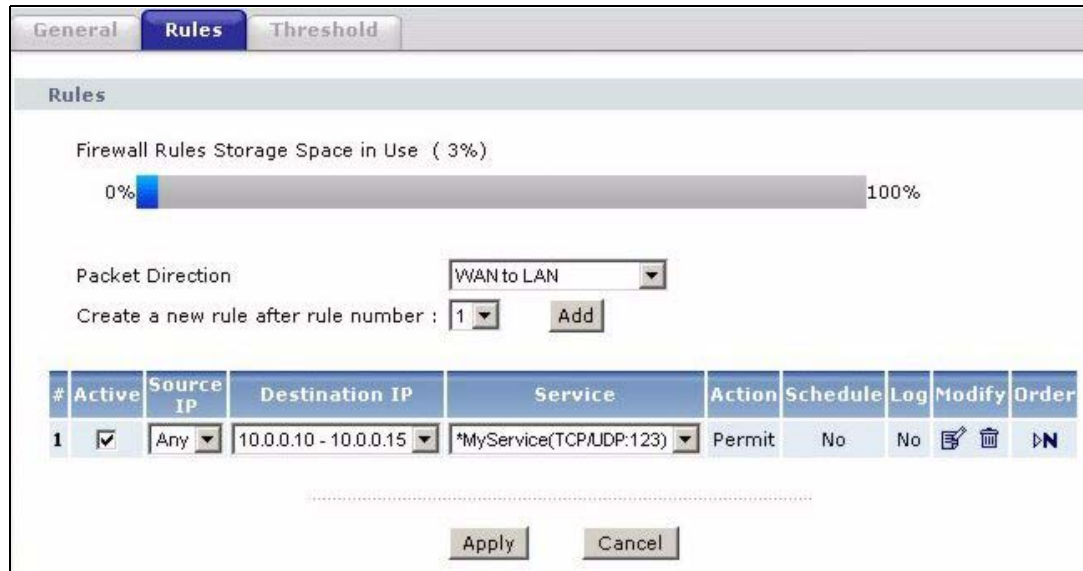 General Rules Threshold
Rules
Firewall Rules Storage Space in Use ( 3%)
0% 100%
Packet Direction WAN to LAN
Create a new rule after rule number : 1 Add
# Active Source IP Destination IP Service Action Schedule Log Modify Order
1 Any 10.0.0.10 - 10.0.0.15 *MyService(TCP/UDP:123) Permit No No N
Apply Cancel